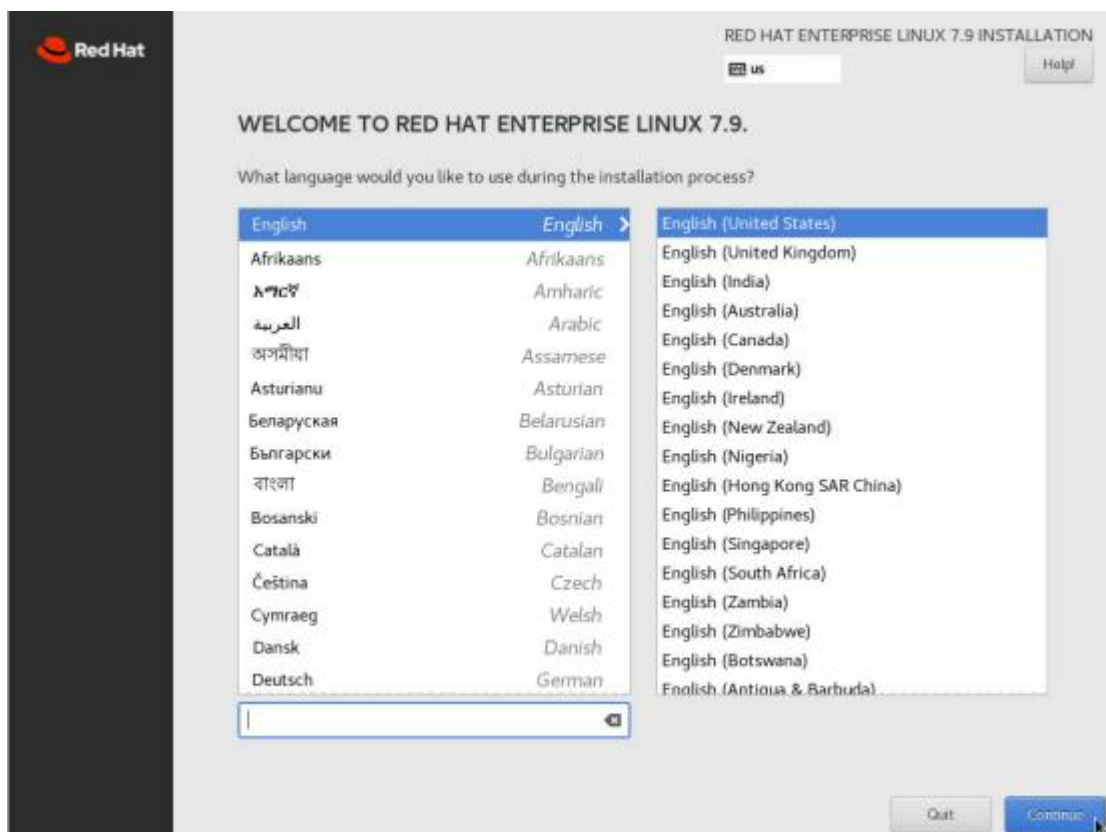 Red Hat
RED HAT ENTERPRISE LINUX 7.9 INSTALLATION
us
Help!
WELCOME TO RED HAT ENTERPRISE LINUX 7.9.
What language would you like to use during the installation process?
English English
Afrikaans Afrikaans
አማርኛ Amharic
العربية Arabic
অসমীয়া Assamese
Asturianu Asturian
Беларуская Belarusian
Български Bulgarian
বাংলা Bengali
Bosanski Bosnian
Català Catalan
Čeština Czech
Cymraeg Welsh
Dansk Danish
Deutsch German
English (United States)
English (United Kingdom)
English (India)
English (Australia)
English (Canada)
English (Denmark)
English (Ireland)
English (New Zealand)
English (Nigeria)
English (Hong Kong SAR China)
English (Philippines)
English (Singapore)
English (South Africa)
English (Zambia)
English (Zimbabwe)
English (Botswana)
English (Antigua & Barbuda)
Quit
Continue